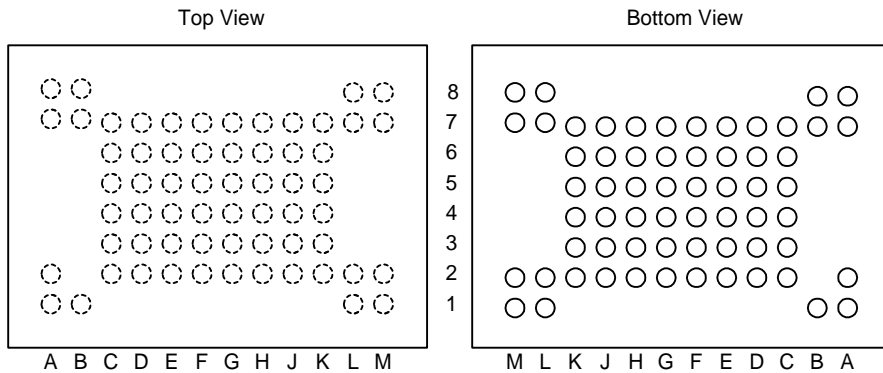 Top View
Bottom View
8
7
6
5
4
3
2
1
A B C D E F G H J K L M
M L K J H G F E D C B A